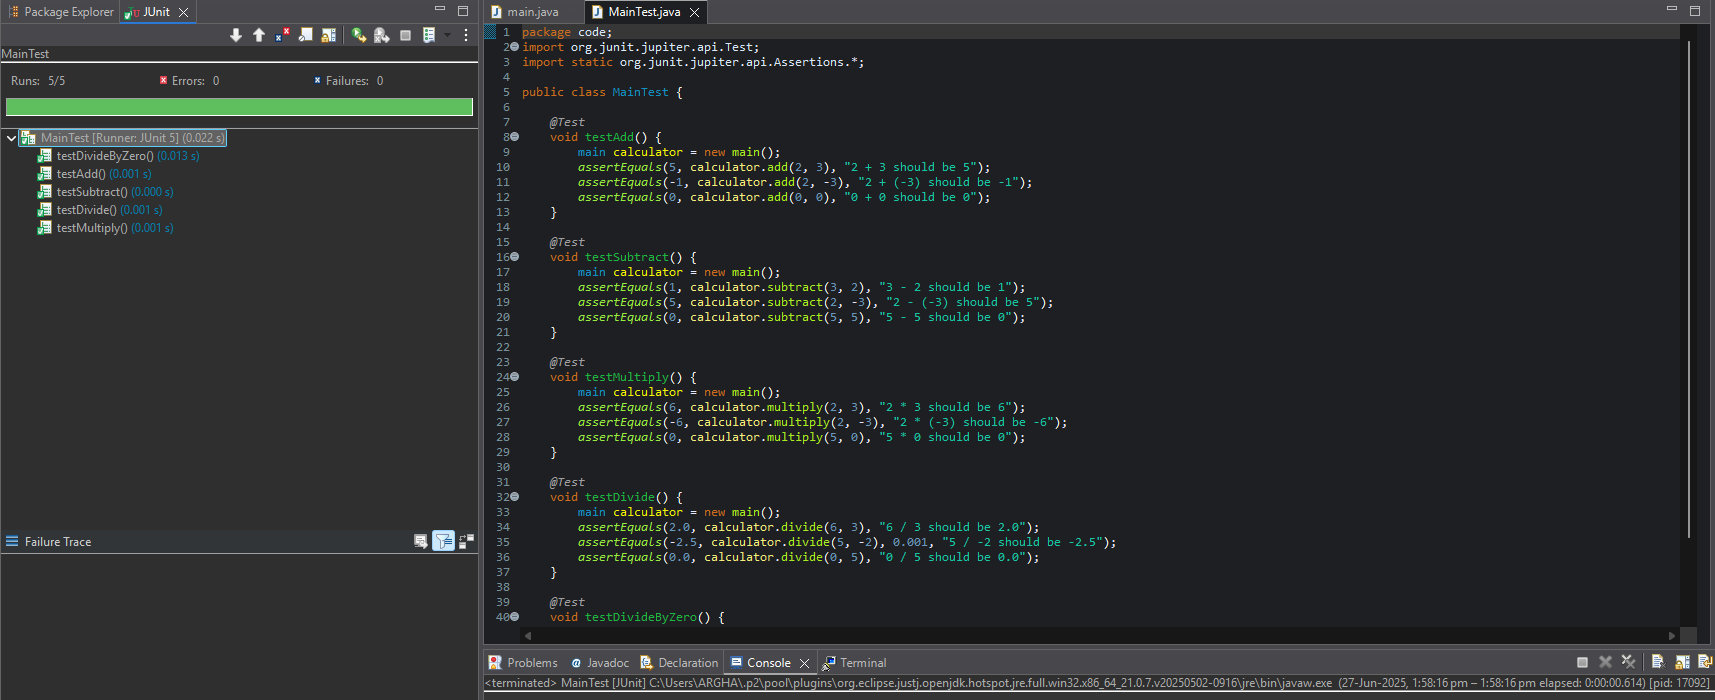 Package Explorer
JUnit
MainTest
Runs: 5/5
Errors: 0
Failures: 0
MainTest [Runner: JUnit 5] (0.022 s)
testDivideByZero() (0.013 s)
testAdd() (0.001 s)
testSubtract() (0.000 s)
testDivide() (0.001 s)
testMultiply() (0.001 s)
Failure Trace
main.java
MainTest.java
1 package code;
2 import org.junit.jupiter.api.Test;
3 import static org.junit.jupiter.api.Assertions.*;
4
5 public class MainTest {
6
7 @Test
8 void testAdd() {
9 main calculator = new main();
10 assertEquals(5, calculator.add(2, 3), "2 + 3 should be 5");
11 assertEquals(-1, calculator.add(2, -3), "2 + (-3) should be -1");
12 assertEquals(0, calculator.add(0, 0), "0 + 0 should be 0");
13 }
14
15 @Test
16 void testSubtract() {
17 main calculator = new main();
18 assertEquals(1, calculator.subtract(3, 2), "3 - 2 should be 1");
19 assertEquals(5, calculator.subtract(2, -3), "2 - (-3) should be 5");
20 assertEquals(0, calculator.subtract(5, 5), "5 - 5 should be 0");
21 }
22
23 @Test
24 void testMultiply() {
25 main calculator = new main();
26 assertEquals(6, calculator.multiply(2, 3), "2 * 3 should be 6");
27 assertEquals(-6, calculator.multiply(2, -3), "2 * (-3) should be -6");
28 assertEquals(0, calculator.multiply(5, 0), "5 * 0 should be 0");
29 }
30
31 @Test
32 void testDivide() {
33 main calculator = new main();
34 assertEquals(2.0, calculator.divide(6, 3), "6 / 3 should be 2.0");
35 assertEquals(-2.5, calculator.divide(5, -2), 0.001, "5 / -2 should be -2.5");
36 assertEquals(0.0, calculator.divide(0, 5), "0 / 5 should be 0.0");
37 }
38
39 @Test
40 void testDivideByZero() {
Problems
Javadoc
Declaration
Console
Terminal
<terminated> MainTest [JUnit] C:\Users\ARGHA\.p2\pool\plugins\org.eclipse.justj.openjdk.hotspot.jre.full.win32.x86_64_21.0.7.v20250502-0916\jre\bin\javaw.exe (27-Jun-2025, 1:58:16 pm – 1:58:16 pm elapsed: 0:00:00.614) [pid: 17092]